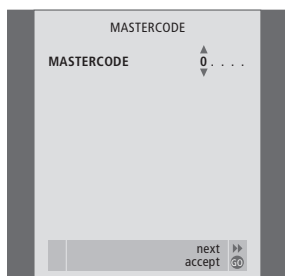 MASTERCODE
MASTERCODE 0 . . . .
next
accept GO